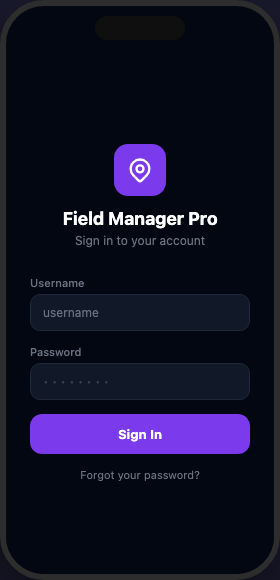 Field Manager Pro
Sign in to your account
Username
username
Password
Sign In
Forgot your password?